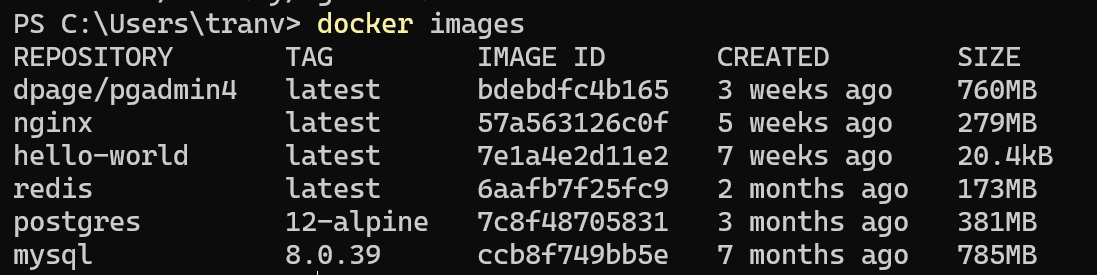 PS C:\Users\tranv> docker images
REPOSITORY TAG IMAGE ID CREATED SIZE
dpage/pgadmin4 latest bdebdfc4b165 3 weeks ago 760MB
nginx latest 57a563126c0f 5 weeks ago 279MB
hello-world latest 7e1a4e2d11e2 7 weeks ago 20.4kB
redis latest 6aafb7f25fc9 2 months ago 173MB
postgres 12-alpine 7c8f48705831 3 months ago 381MB
mysql 8.0.39 ccb8f749bb5e 7 months ago 785MB